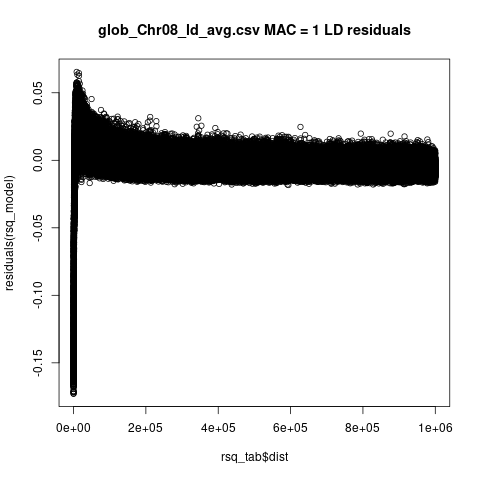 glob_Chr08_ld_avg.csv MAC = 1 LD residuals
residuals(rsq_model)
0.05
0.00
-0.05
-0.10
-0.15
0e+00 2e+05 4e+05 6e+05 8e+05 1e+06
rsq_tab$dist